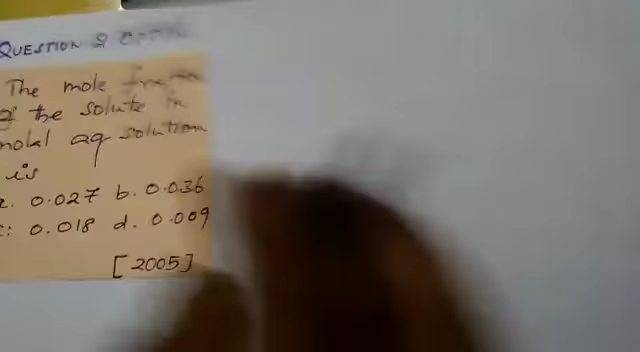 QUESTION &
The mole
of the solute in
molal aq solution
is
a. 0.027 b. 0.036
c: 0.018 d. 0.009
[2005]